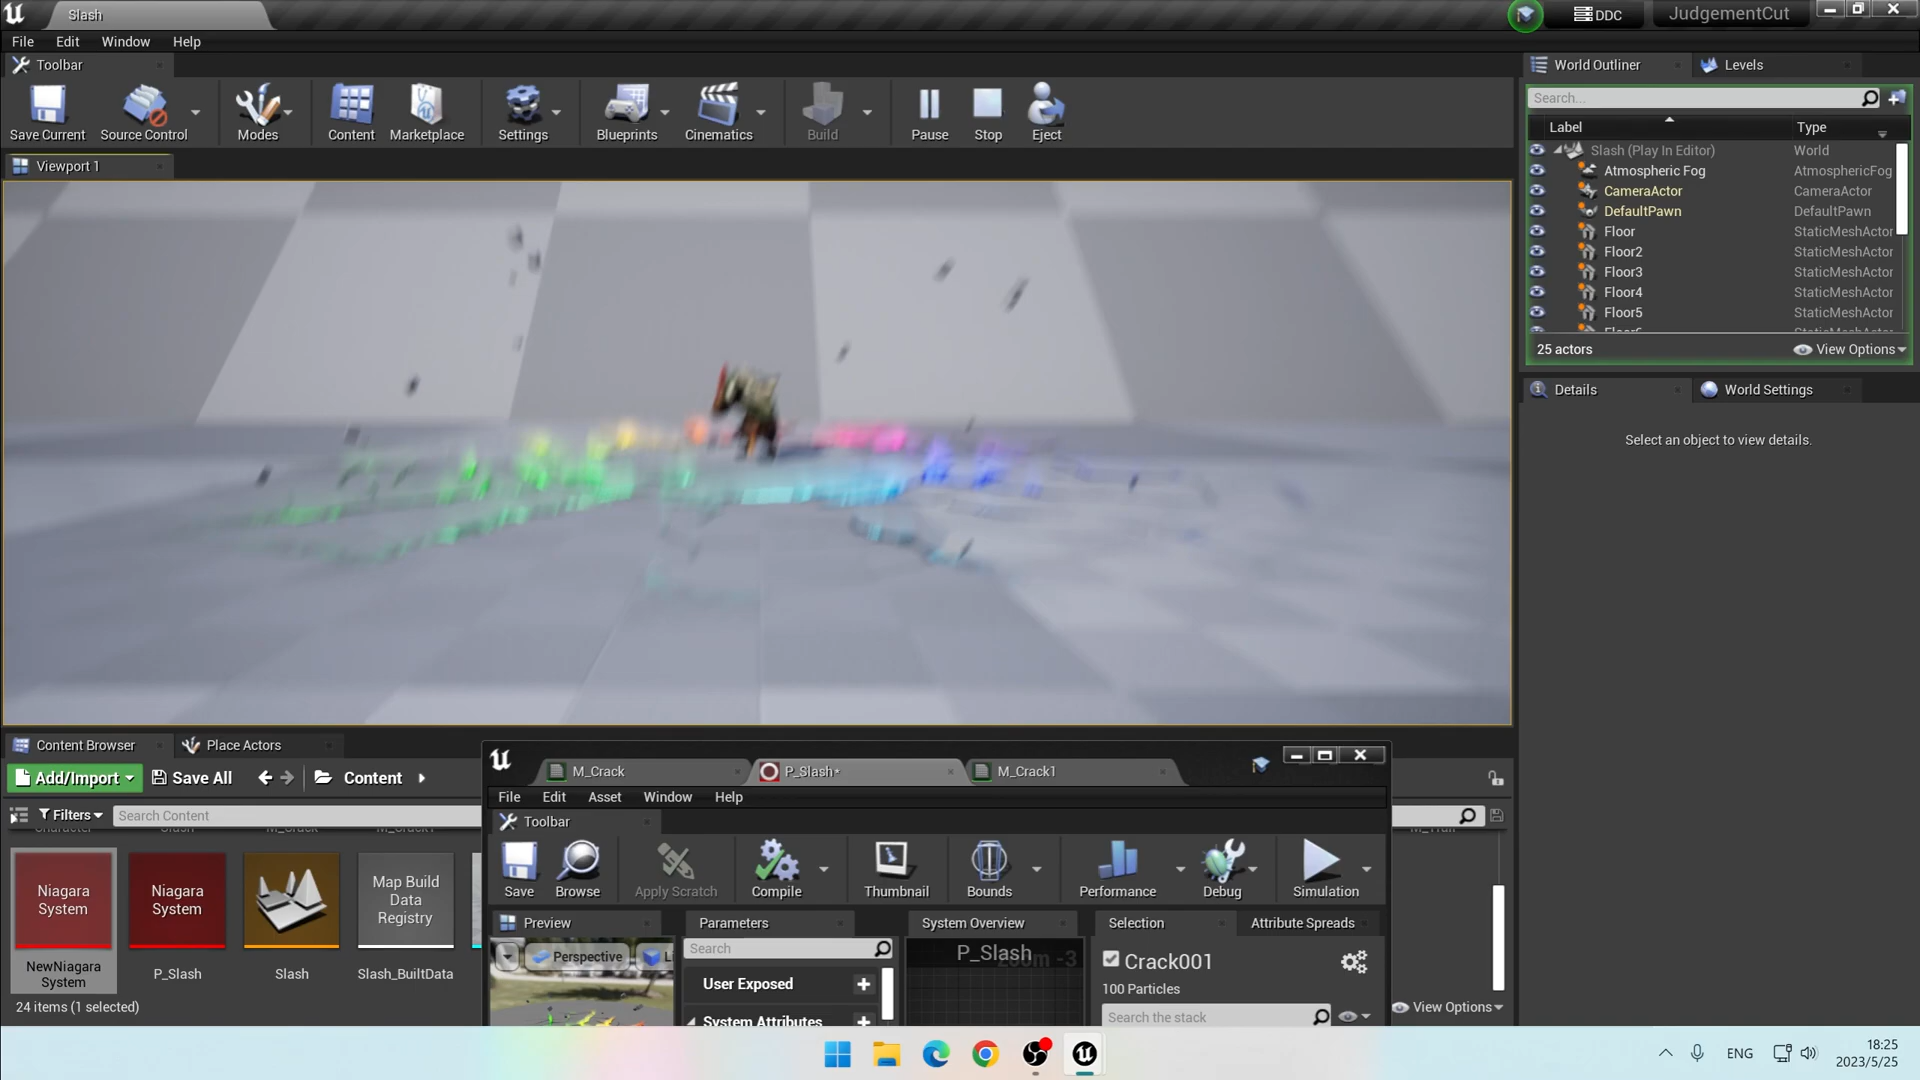 Slash
DDC
JudgementCut
File Edit Window Help
Toolbar
World Outliner
Levels
Save Current
Source Control
Modes
Content
Marketplace
Settings
Blueprints
Cinematics
Build
Pause
Stop
Eject
Search...
Label Type
Viewport 1
Slash (Play In Editor) World
Atmospheric Fog AtmosphericFog
CameraActor CameraActor
DefaultPawn DefaultPawn
Floor StaticMeshActor
Floor2 StaticMeshActor
Floor3 StaticMeshActor
Floor4 StaticMeshActor
Floor5 StaticMeshActor
25 actors View Options
Details
World Settings
Select an object to view details.
Content Browser
Place Actors
Add/Import
Save All
Content
Filters
Search Content
Niagara System
Niagara System
Map Build Data Registry
NewNiagara System
P_Slash
Slash
Slash_BuiltData
24 items (1 selected)
M_Crack
P_Slash*
M_Crack1
File Edit Asset Window Help
Toolbar
Save
Browse
Apply Scratch
Compile
Thumbnail
Bounds
Performance
Debug
Simulation
Preview
Parameters
System Overview
Selection
Attribute Spreads
Perspective
Search
P_Slash
Zoom -3
Crack001
User Exposed
100 Particles
System Attributes
Search the stack
View Options
ENG
18:25
2023/5/25